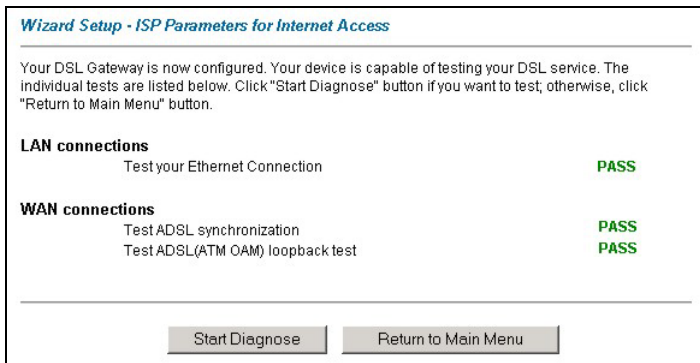 Wizard Setup - ISP Parameters for Internet Access
Your DSL Gateway is now configured. Your device is capable of testing your DSL service. The
individual tests are listed below. Click "Start Diagnose" button if you want to test; otherwise, click
"Return to Main Menu" button.
LAN connections
Test your Ethernet Connection PASS
WAN connections
Test ADSL synchronization PASS
Test ADSL(ATM OAM) loopback test PASS
Start Diagnose Return to Main Menu